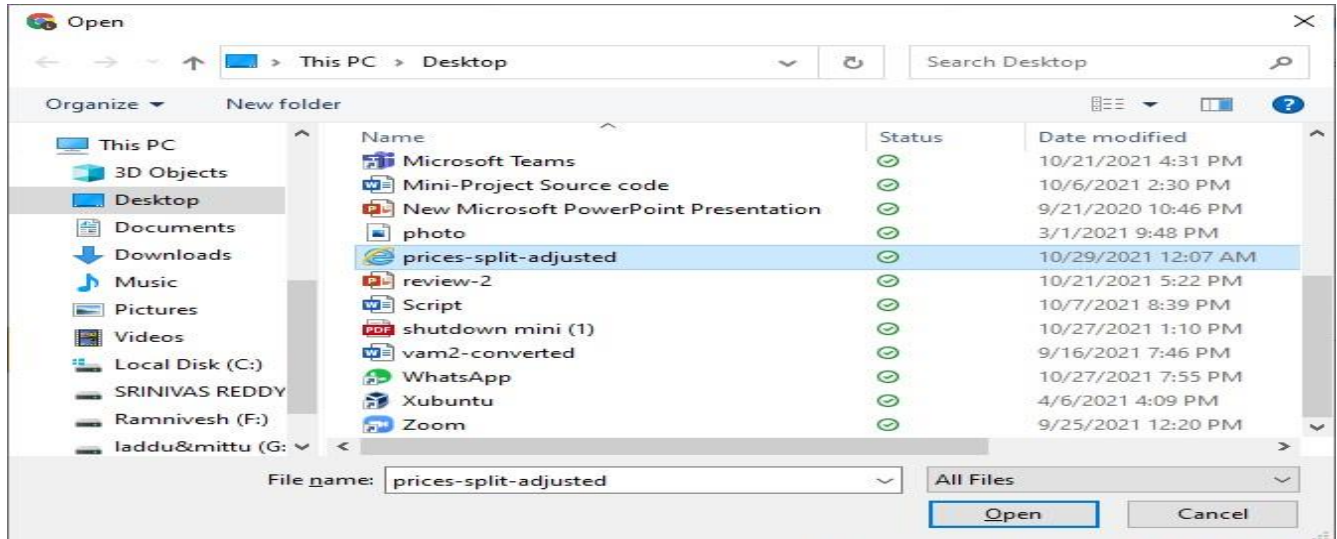 Open
This PC > Desktop
Search Desktop
Organize
New folder
This PC
3D Objects
Desktop
Documents
Downloads
Music
Pictures
Videos
Local Disk (C:)
SRINIVAS REDDY
Ramnivesh (F:)
laddu&mittu (G:
Name Status Date modified
Microsoft Teams 10/21/2021 4:31 PM
Mini-Project Source code 10/6/2021 2:30 PM
New Microsoft PowerPoint Presentation 9/21/2020 10:46 PM
photo 3/1/2021 9:48 PM
prices-split-adjusted 10/29/2021 12:07 AM
review-2 10/21/2021 5:22 PM
Script 10/7/2021 8:39 PM
PDF shutdown mini (1) 10/27/2021 1:10 PM
vam2-converted 9/16/2021 7:46 PM
WhatsApp 10/27/2021 7:55 PM
Xubuntu 4/6/2021 4:09 PM
Zoom 9/25/2021 12:20 PM
File name: prices-split-adjusted
All Files
Open
Cancel